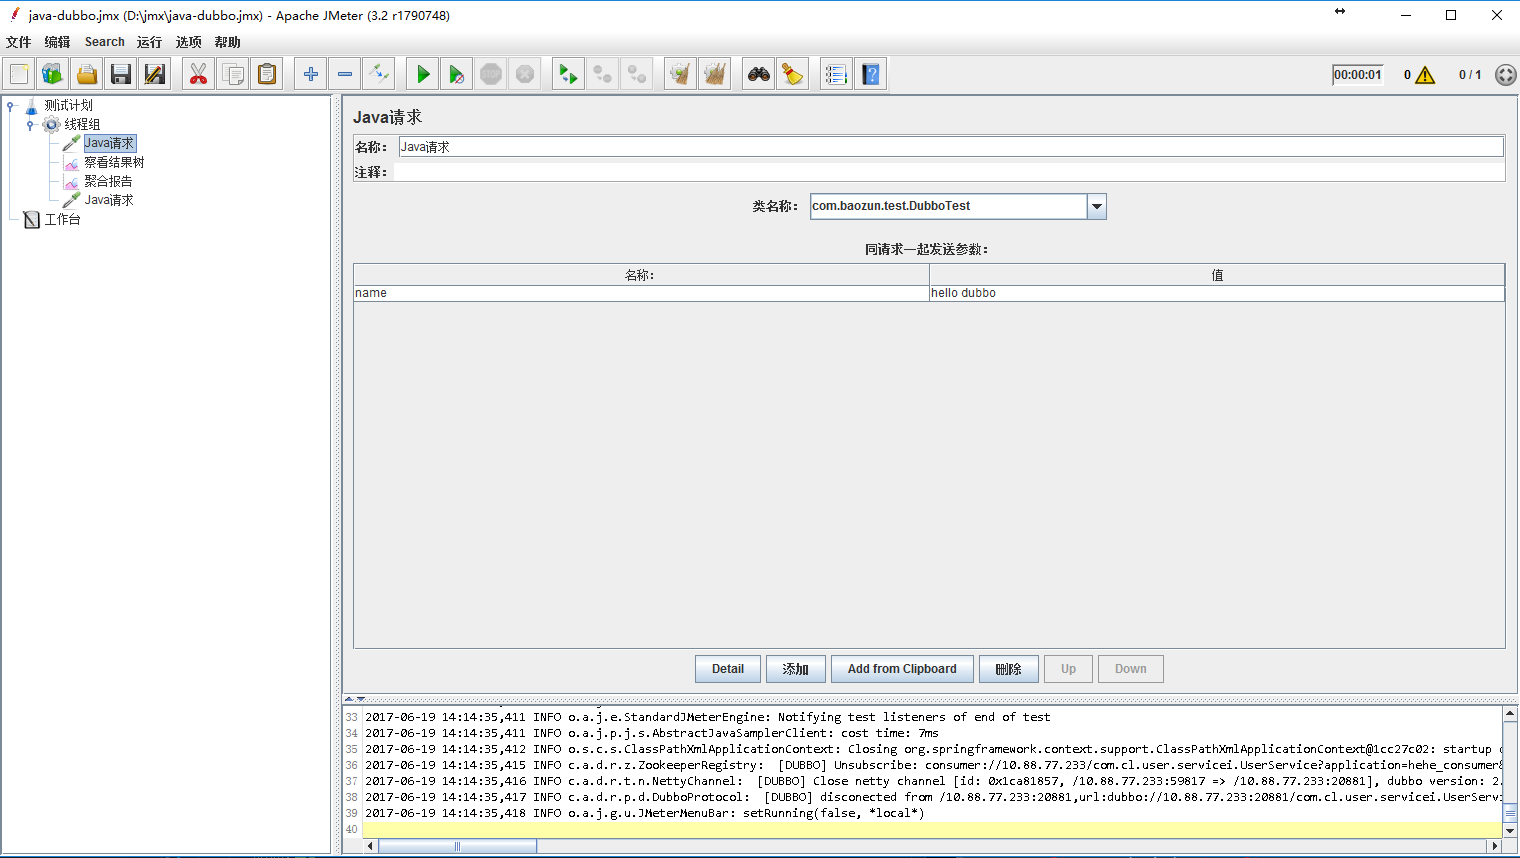 java-dubbo.jmx (D:\jmx\java-dubbo.jmx) - Apache JMeter (3.2 r1790748)
文件 编辑 Search 运行 选项 帮助
00:00:01 0 0 / 1
测试计划
线程组
Java请求
察看结果树
聚合报告
Java请求
工作台
Java请求
名称： Java请求
注释：
类名称： com.baozun.test.DubboTest
同请求一起发送参数：
名称： 值
name hello dubbo
Detail 添加 Add from Clipboard 删除 Up Down
33 2017-06-19 14:14:35,411 INFO o.a.j.e.StandardJMeterEngine: Notifying test listeners of end of test
34 2017-06-19 14:14:35,411 INFO o.a.j.p.j.s.AbstractJavaSamplerClient: cost time: 7ms
35 2017-06-19 14:14:35,412 INFO o.s.c.s.ClassPathXmlApplicationContext: Closing org.springframework.context.support.ClassPathXmlApplicationContext@1cc27c02: startup
36 2017-06-19 14:14:35,415 INFO c.a.d.r.z.ZookeeperRegistry:  [DUBBO] Unsubscribe: consumer://10.88.77.233/com.cl.user.servicei.UserService?application=hehe_consumer&
37 2017-06-19 14:14:35,416 INFO c.a.d.r.t.n.NettyChannel:  [DUBBO] Close netty channel [id: 0x1ca81857, /10.88.77.233:59817 => /10.88.77.233:20881], dubbo version: 2.
38 2017-06-19 14:14:35,417 INFO c.a.d.r.p.d.DubboProtocol:  [DUBBO] disconected from /10.88.77.233:20881,url:dubbo://10.88.77.233:20881/com.cl.user.servicei.UserServ
39 2017-06-19 14:14:35,418 INFO o.a.j.g.u.JMeterMenuBar: setRunning(false, *local*)
40